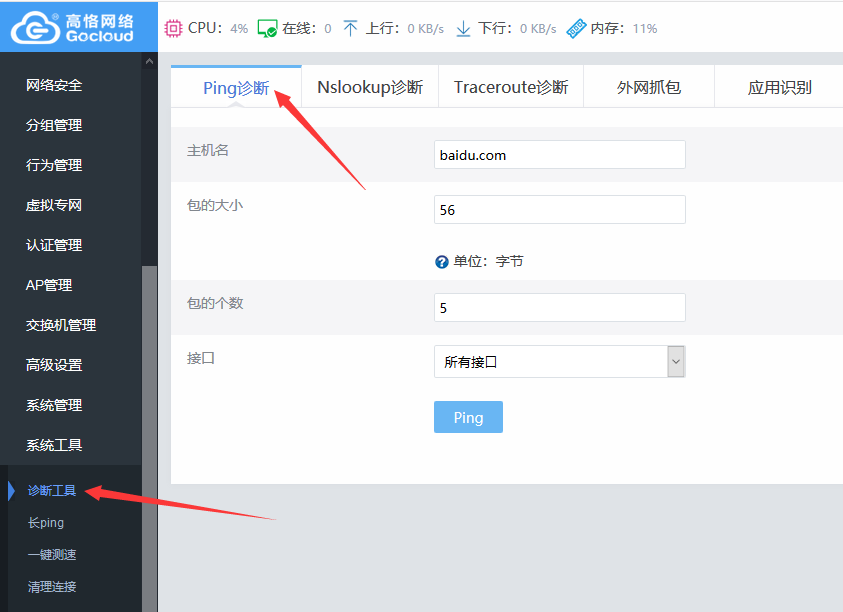 高恪网络®
Gocloud
CPU: 4% 在线: 0 上行: 0 KB/s 下行: 0 KB/s 内存: 11%
网络安全
分组管理
行为管理
虚拟专网
认证管理
AP管理
交换机管理
高级设置
系统管理
系统工具
诊断工具
长ping
一键测速
清理连接
Ping诊断 Nslookup诊断 Traceroute诊断 外网抓包 应用识别
主机名 baidu.com
包的大小 56
? 单位：字节
包的个数 5
接口 所有接口
Ping